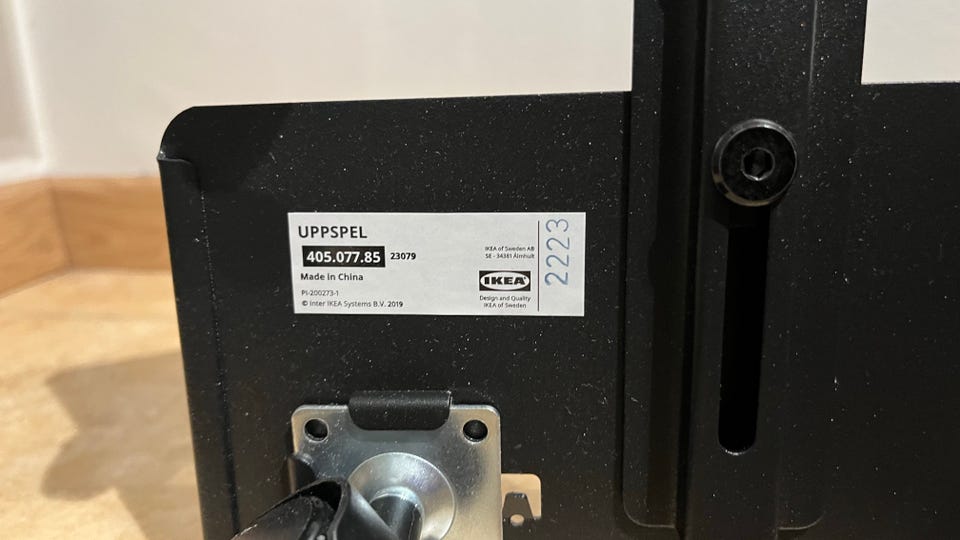 UPPSPEL
405.077.85 23079
Made in China
PI-200273-1
© Inter IKEA Systems B.V. 2019
IKEA of Sweden AB
SE - 34381 Älmhult
IKEA
Design and Quality
IKEA of Sweden
2223